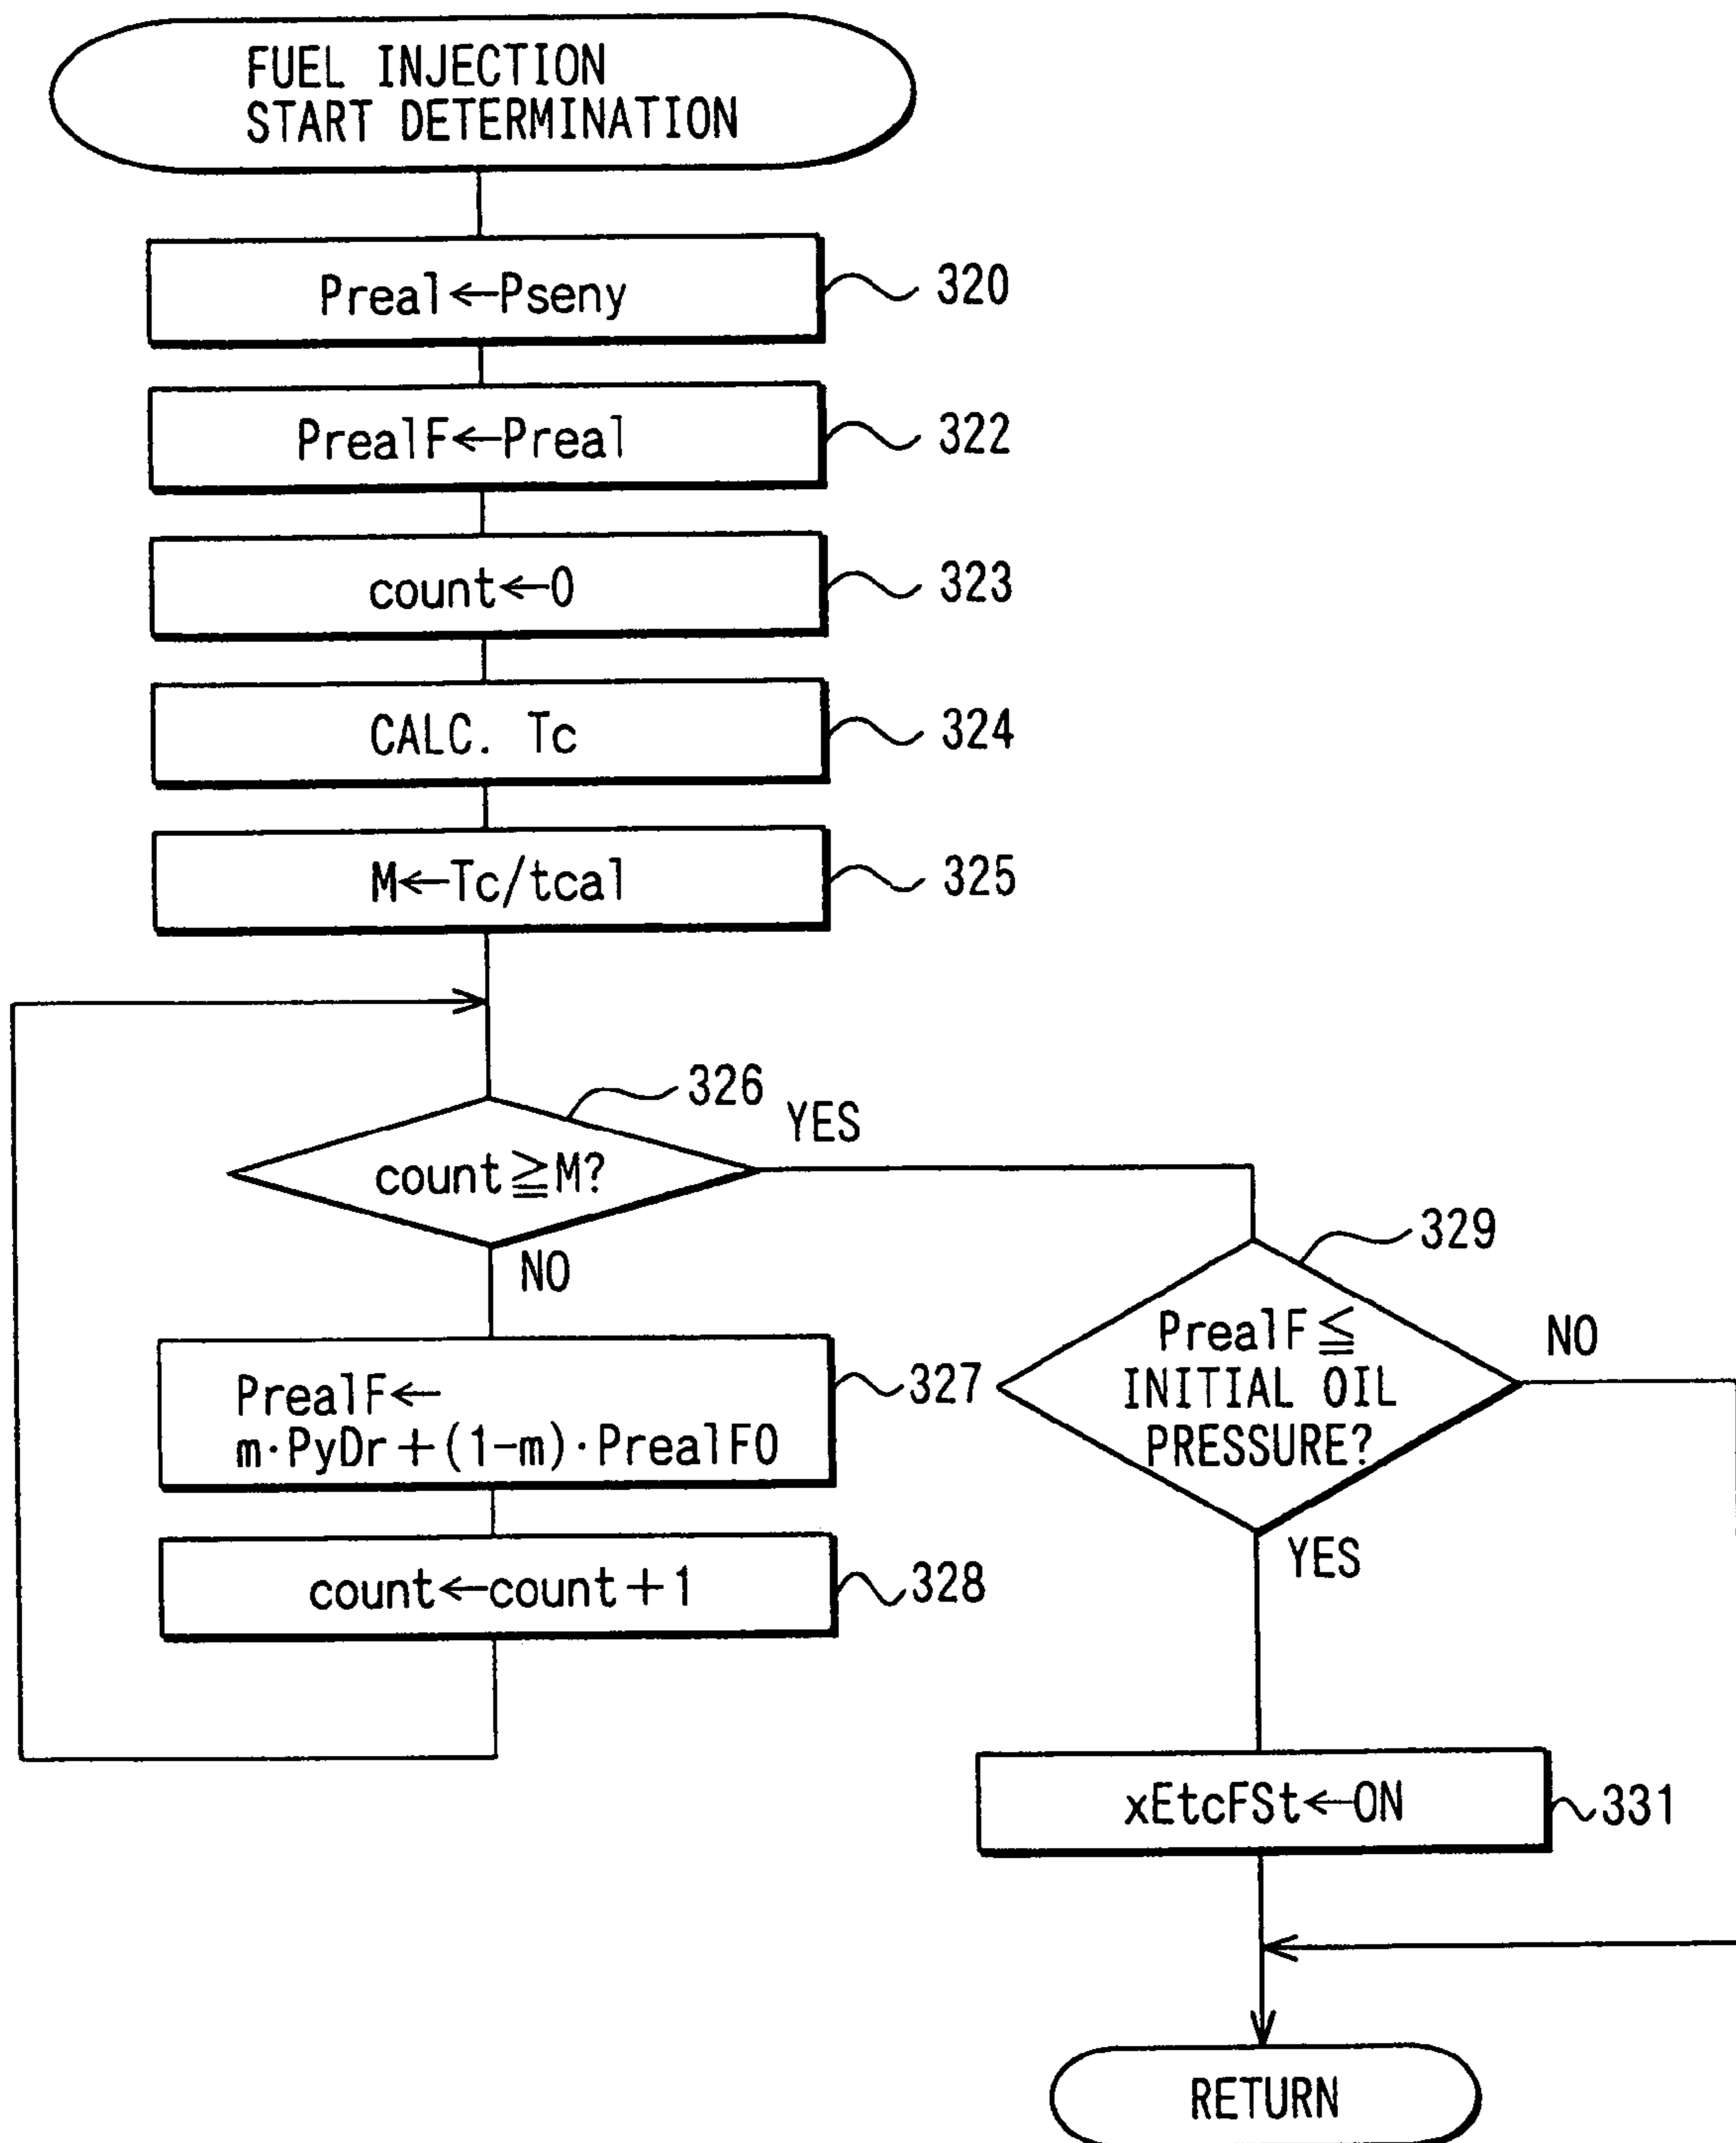 FUEL INJECTION
START DETERMINATION
Preal←Pseny
320
PrealF←Preal
322
count←0
323
CALC. Tc
324
M←Tc/tcal
325
326
YES
count≧M?
NO
329
PrealF≦
INITIAL OIL
PRESSURE?
NO
YES
PrealF←
m·PyDr+(1-m)·PrealFO
327
count←count+1
328
xEtcFSt←ON
331
RETURN